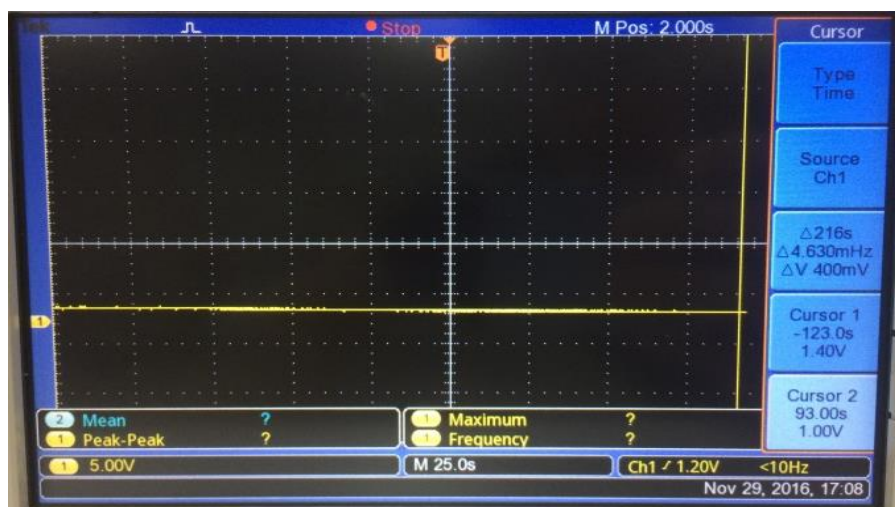 Tek
Stop
M Pos: 2.000s
Cursor
T
Type
Time
Source
Ch1
△216s
△4.630mHz
△V 400mV
1
Cursor 1
-123.0s
1.40V
Cursor 2
93.00s
1.00V
2 Mean ?
1 Maximum ?
1 Peak-Peak ?
1 Frequency ?
1 5.00V
M 25.0s
Ch1 / 1.20V <10Hz
Nov 29, 2016, 17:08